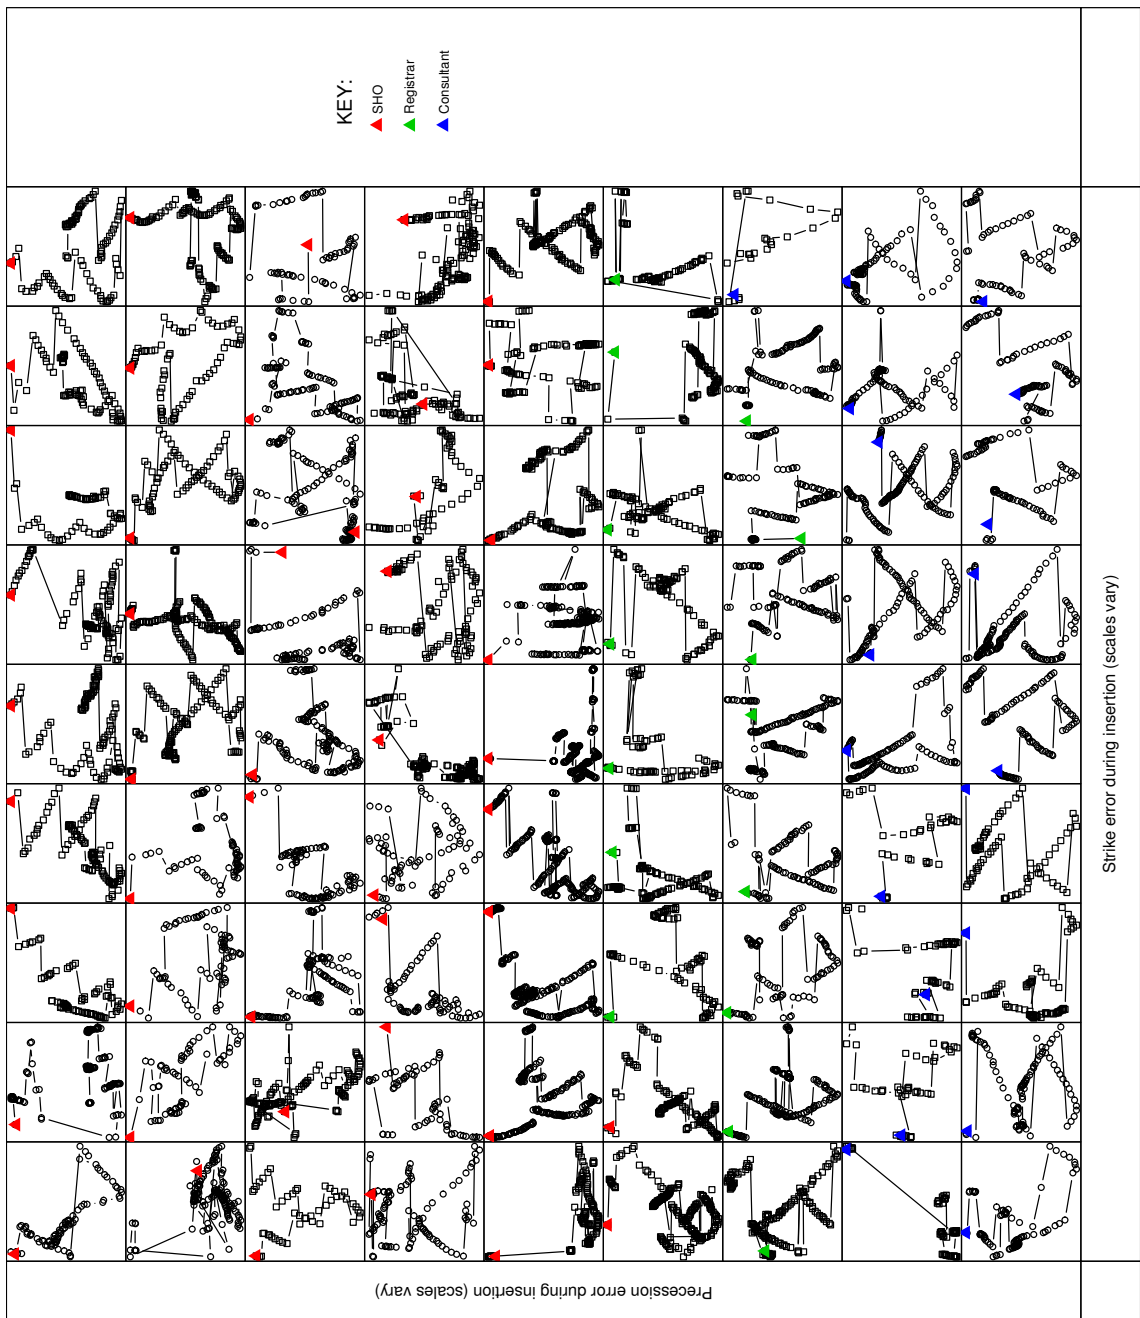 KEY:
SHO
Registrar
Consultant
Strike error during insertion (scales vary)
Precession error during insertion (scales vary)